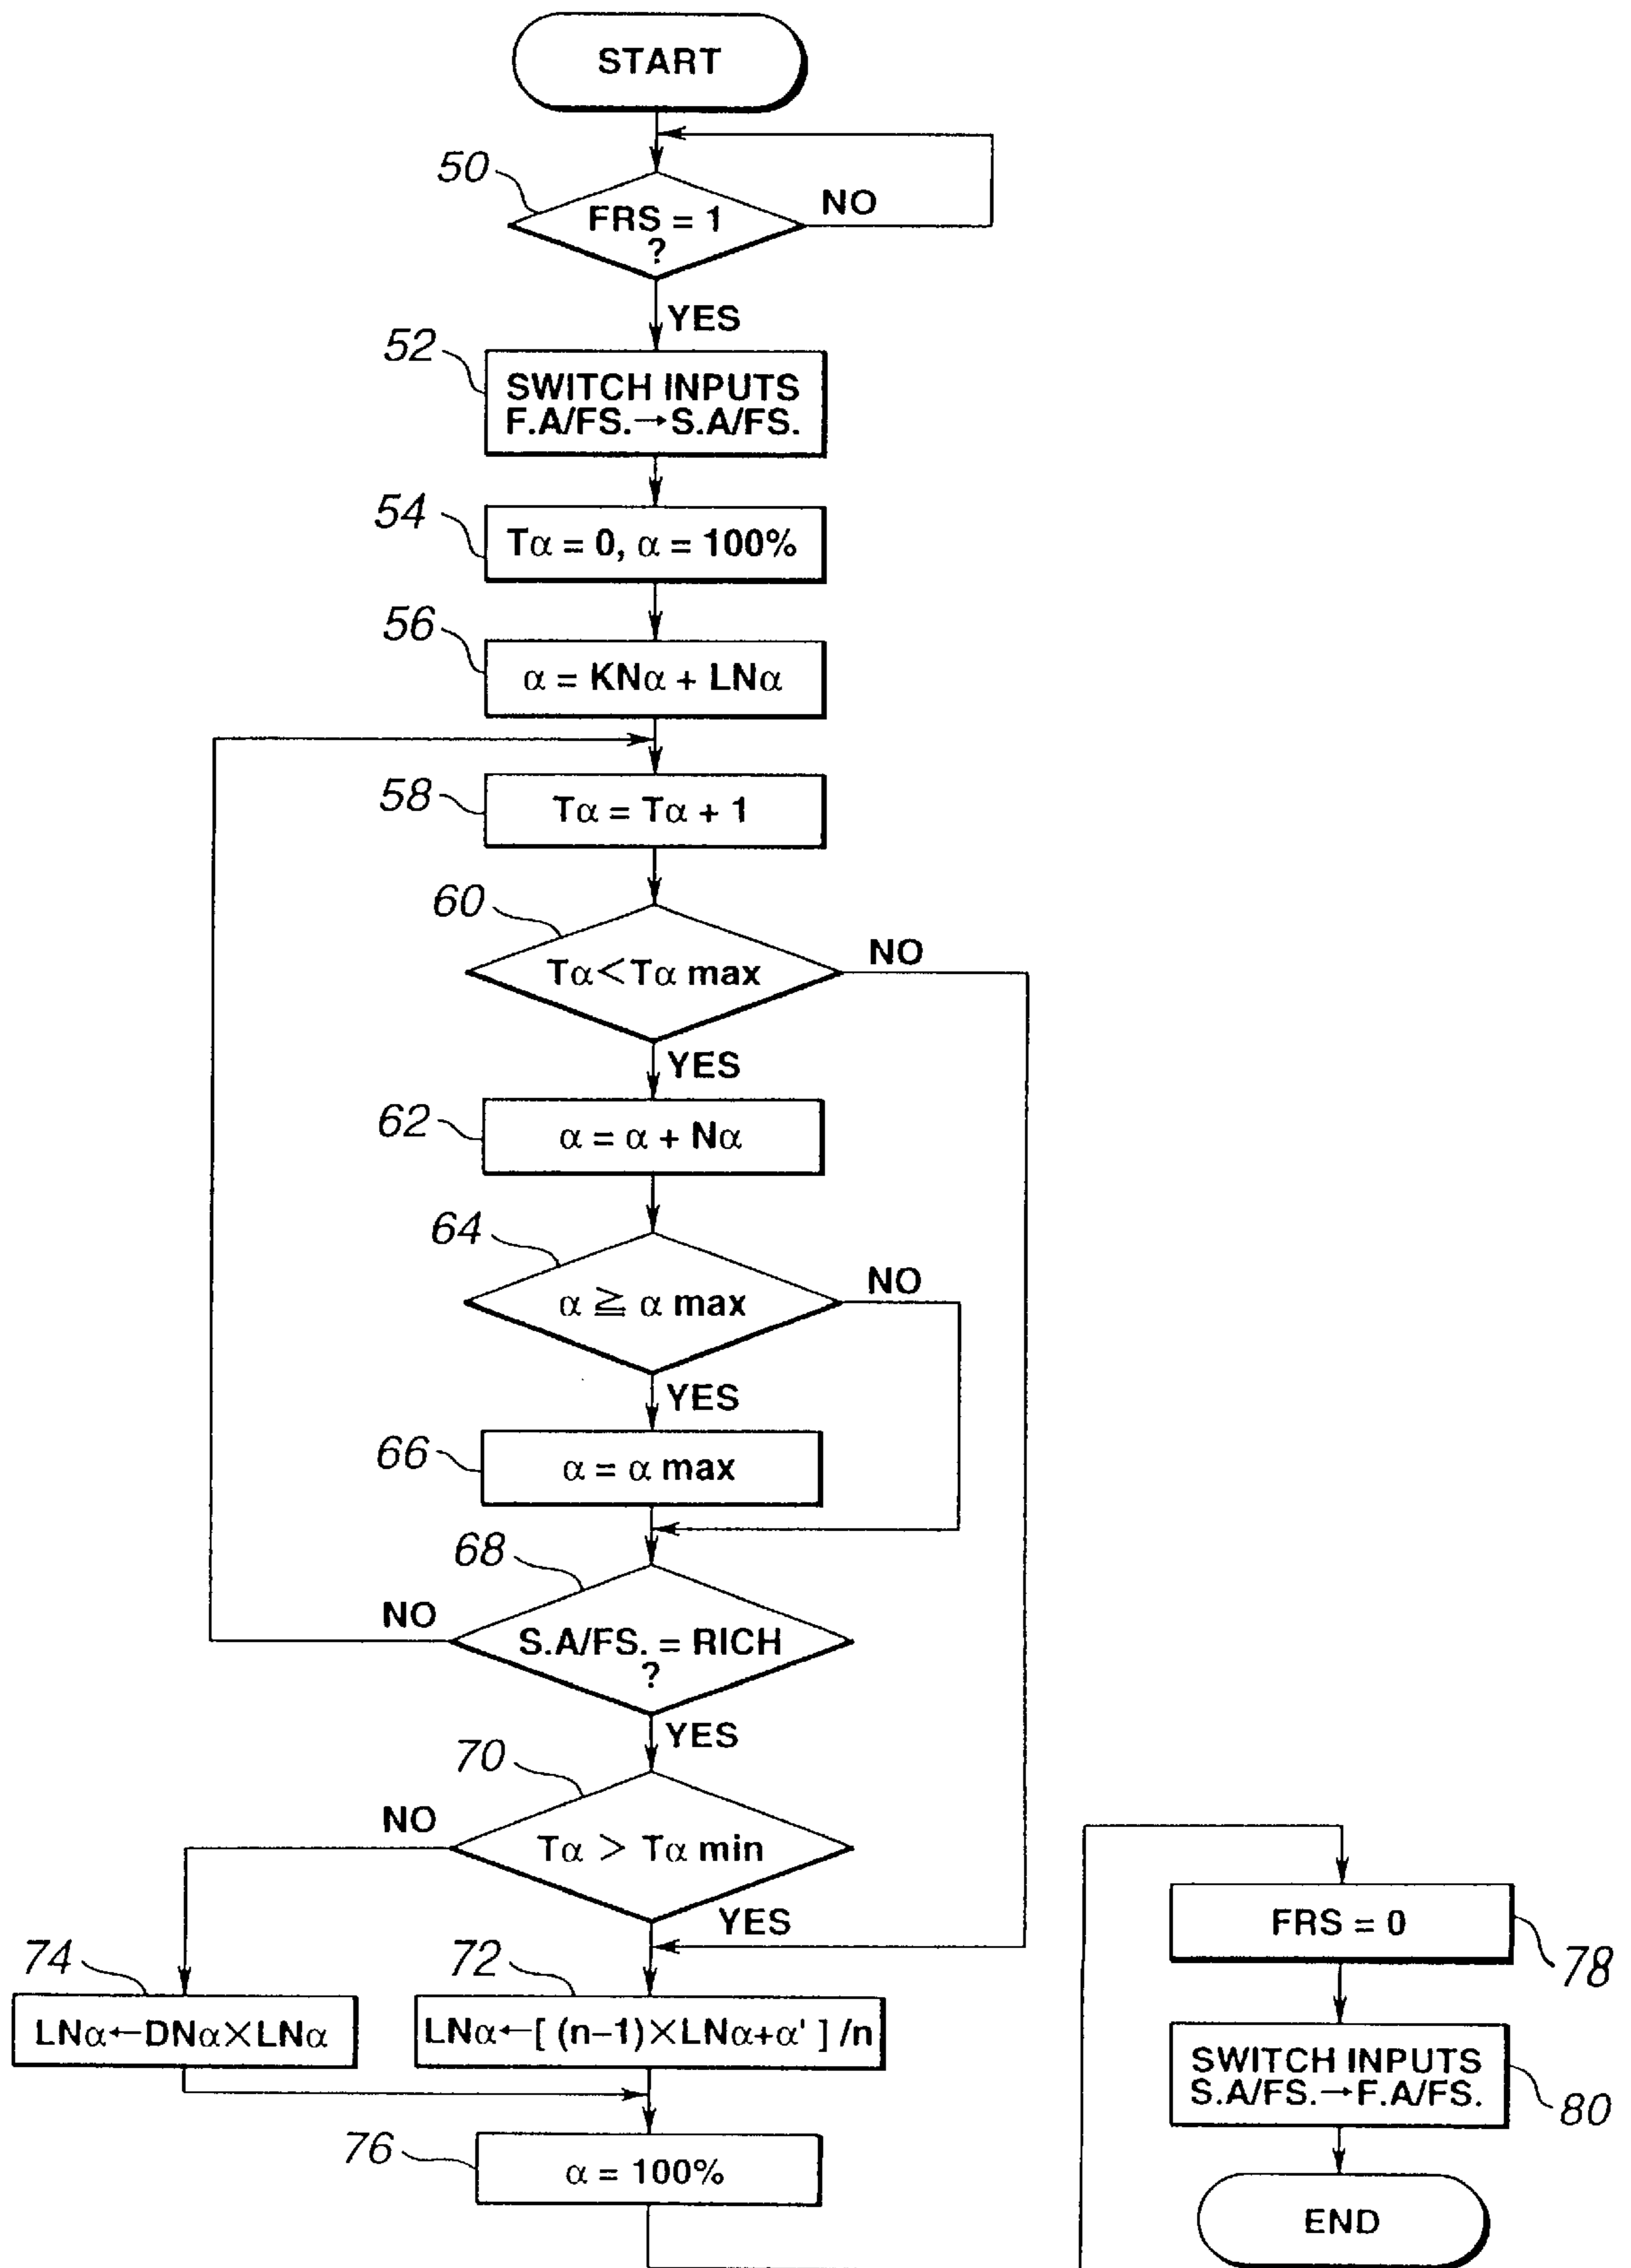 START
50
FRS = 1
?
NO
YES
52
SWITCH INPUTS
F.A/FS.→S.A/FS.
54
Tα = 0, α = 100%
56
α = KNα + LNα
58
Tα = Tα + 1
60
Tα<Tα max
NO
YES
62
α = α + Nα
64
α ≧ α max
NO
YES
66
α = α max
68
S.A/FS. = RICH
?
NO
YES
70
Tα > Tα min
NO
YES
74
LNα←DNα×LNα
72
LNα←[ (n−1)×LNα+α' ] /n
76
α = 100%
FRS = 0
78
SWITCH INPUTS
S.A/FS.→F.A/FS.
80
END